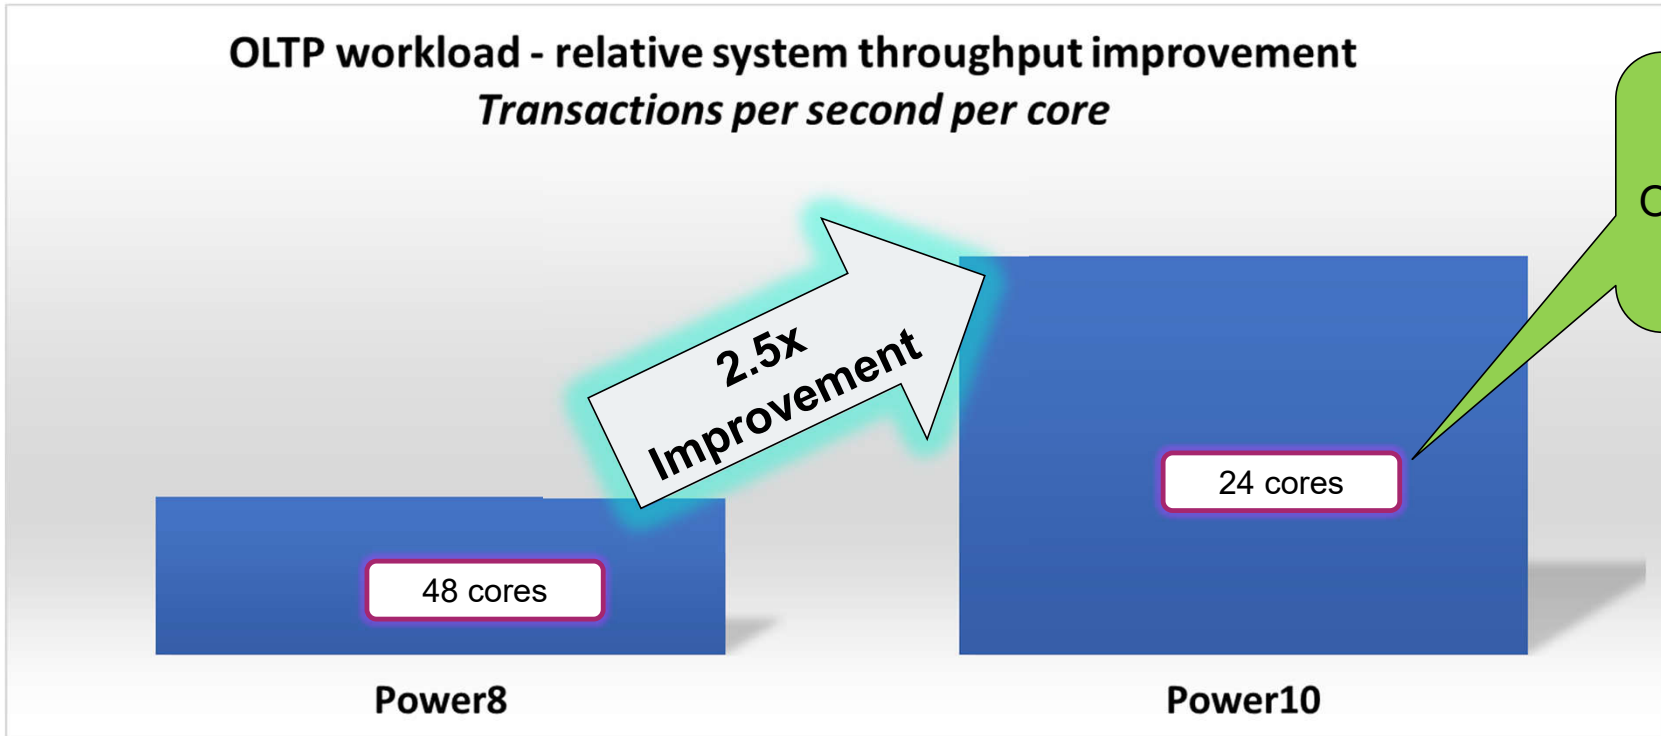 OLTP workload - relative system throughput improvement
Transactions per second per core
2.5x
Improvement
24 cores
48 cores
Power8
Power10